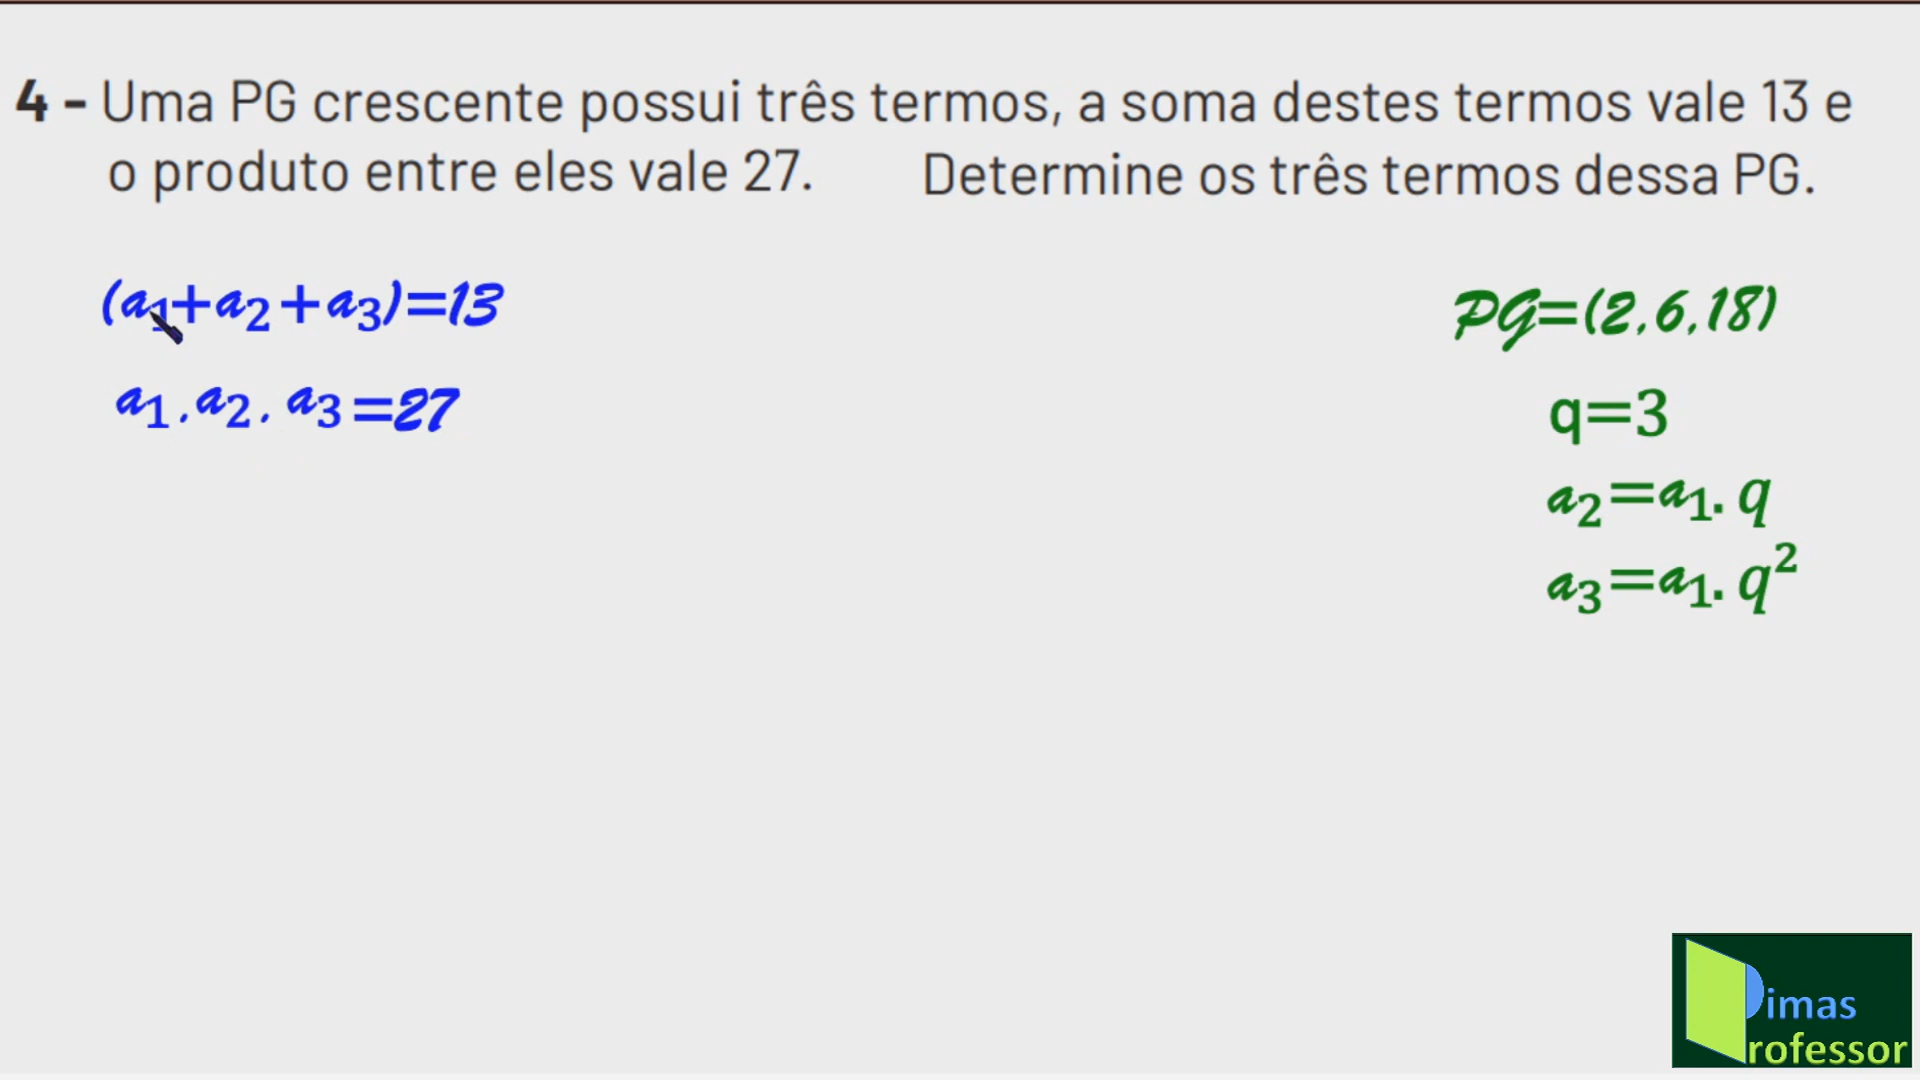 4 - Uma PG crescente possui três termos, a soma destes termos vale 13 e
o produto entre eles vale 27. Determine os três termos dessa PG.
(a₁+a₂+a₃)=13
a₁.a₂.a₃=27
PG=(2,6,18)
q=3
a₂=a₁.q
a₃=a₁.q²
Dimas
Professor